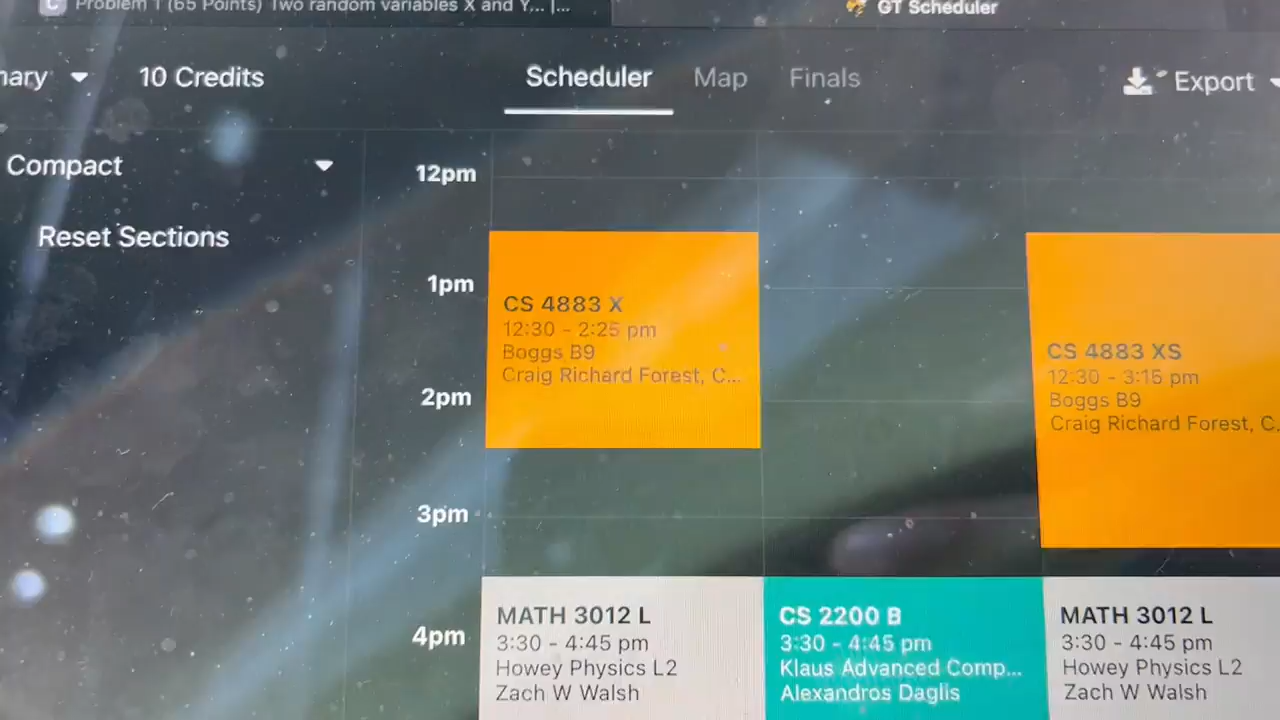 Problem 1 (65 Points) Two random variables X and Y... |...
GT Scheduler
10 Credits
Scheduler
Map
Finals
Export
Compact
Reset Sections
12pm
1pm
2pm
3pm
4pm
CS 4883 X
12:30 - 2:25 pm
Boggs B9
Craig Richard Forest, C...
CS 4883 XS
12:30 - 3:15 pm
Boggs B9
Craig Richard Forest, C.
MATH 3012 L
3:30 - 4:45 pm
Howey Physics L2
Zach W Walsh
CS 2200 B
3:30 - 4:45 pm
Klaus Advanced Comp...
Alexandros Daglis
MATH 3012 L
3:30 - 4:45 pm
Howey Physics L2
Zach W Walsh